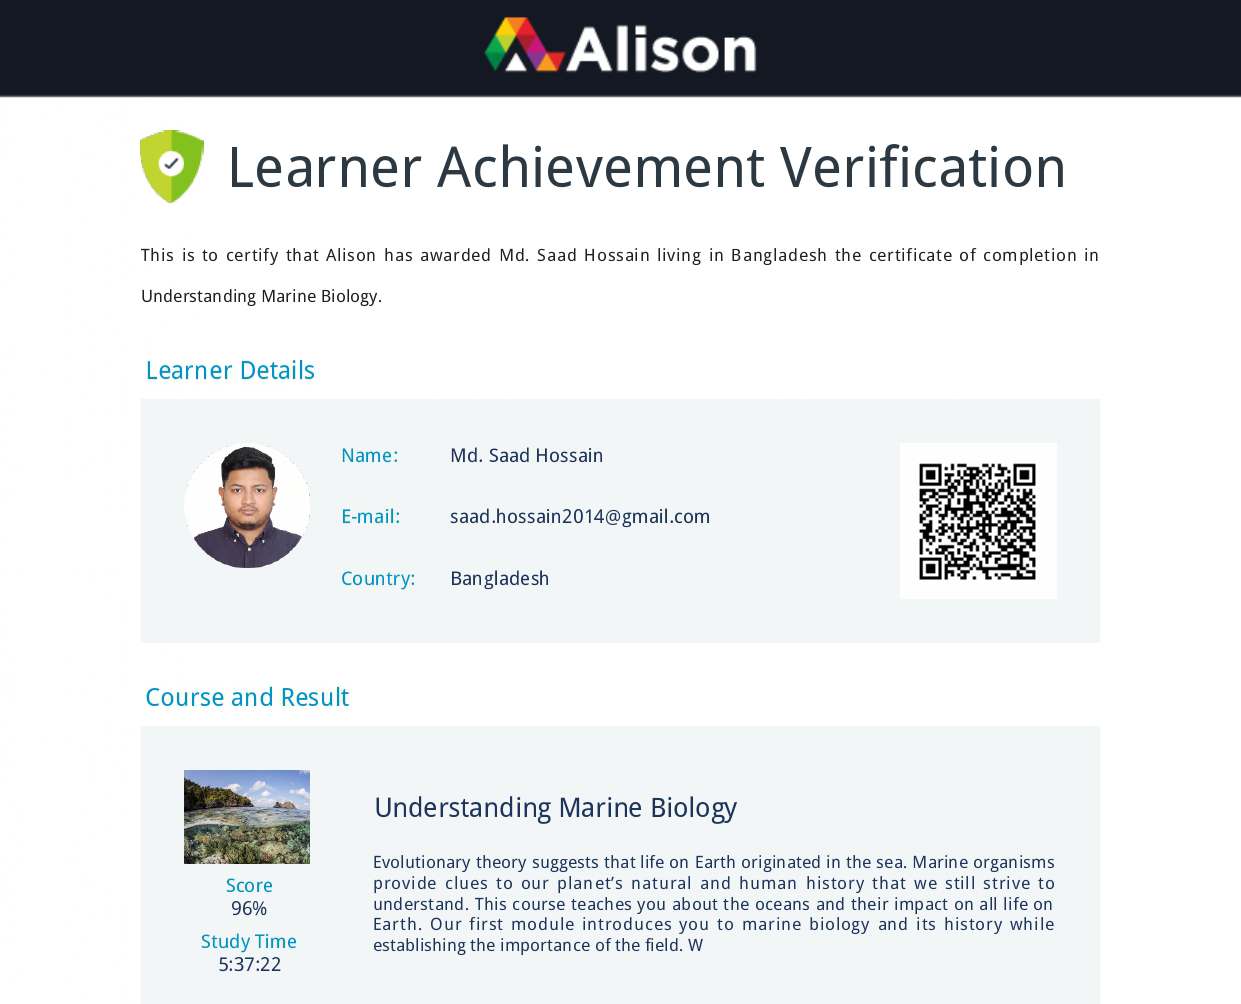 Alison
Learner Achievement Verification
This is to certify that Alison has awarded Md. Saad Hossain living in Bangladesh the certificate of completion in
Understanding Marine Biology.
Learner Details
Name: Md. Saad Hossain
E-mail: saad.hossain2014@gmail.com
Country: Bangladesh
Course and Result
Understanding Marine Biology
Evolutionary theory suggests that life on Earth originated in the sea. Marine organisms
provide clues to our planet’s natural and human history that we still strive to
understand. This course teaches you about the oceans and their impact on all life on
Earth. Our first module introduces you to marine biology and its history while
establishing the importance of the field. W
Score
96%
Study Time
5:37:22